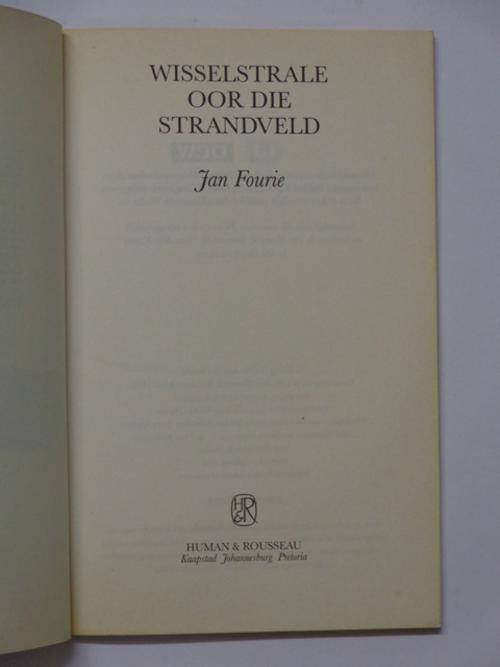 WISSELSTRALE
OOR DIE
STRANDVELD
Jan Fourie
H&R
HUMAN & ROUSSEAU
Kaapstad Johannesburg Pretoria